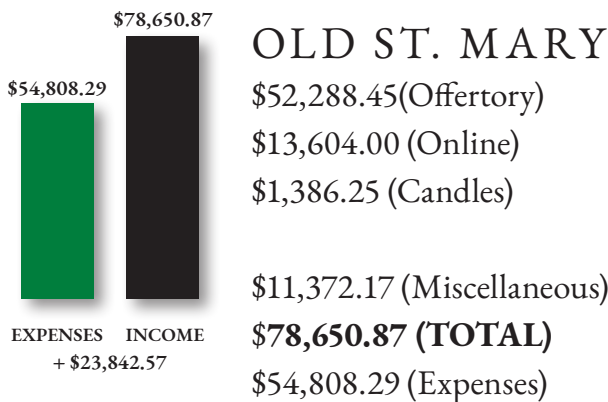 $78,650.87
$54,808.29
EXPENSES INCOME
+ $23,842.57
OLD ST. MARY
$52,288.45(Offertory)
$13,604.00 (Online)
$1,386.25 (Candles)
$11,372.17 (Miscellaneous)
$78,650.87 (TOTAL)
$54,808.29 (Expenses)